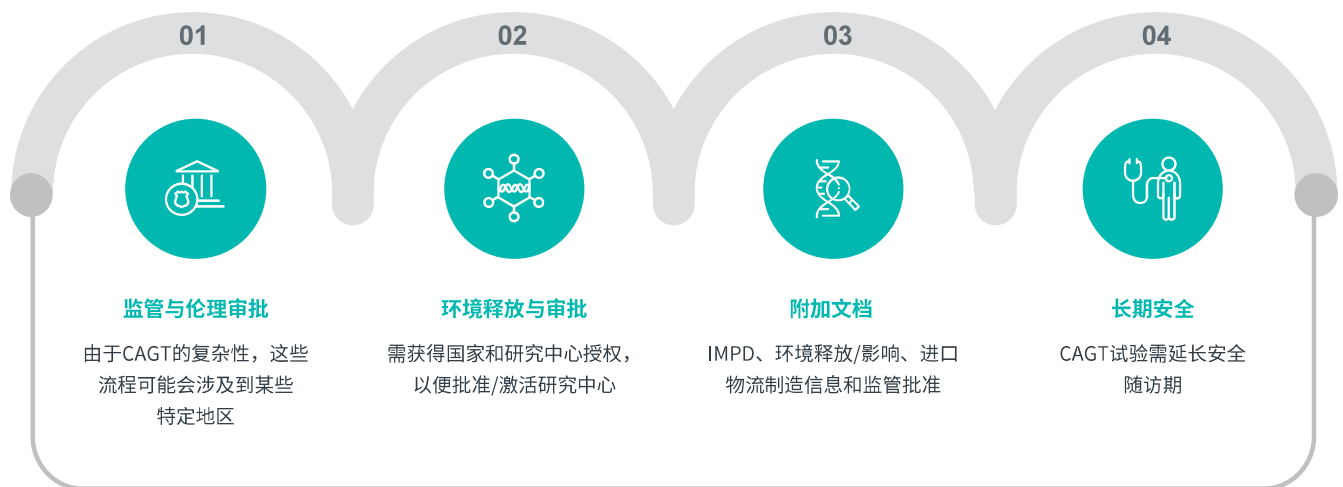 01
02
03
04
监管与伦理审批
由于CAGT的复杂性，这些
流程可能会涉及到某些
特定地区
环境释放与审批
需获得国家和研究中心授权，
以便批准/激活研究中心
附加文档
IMPD、环境释放/影响、进口
物流制造信息和监管批准
长期安全
CAGT试验需延长安全
随访期